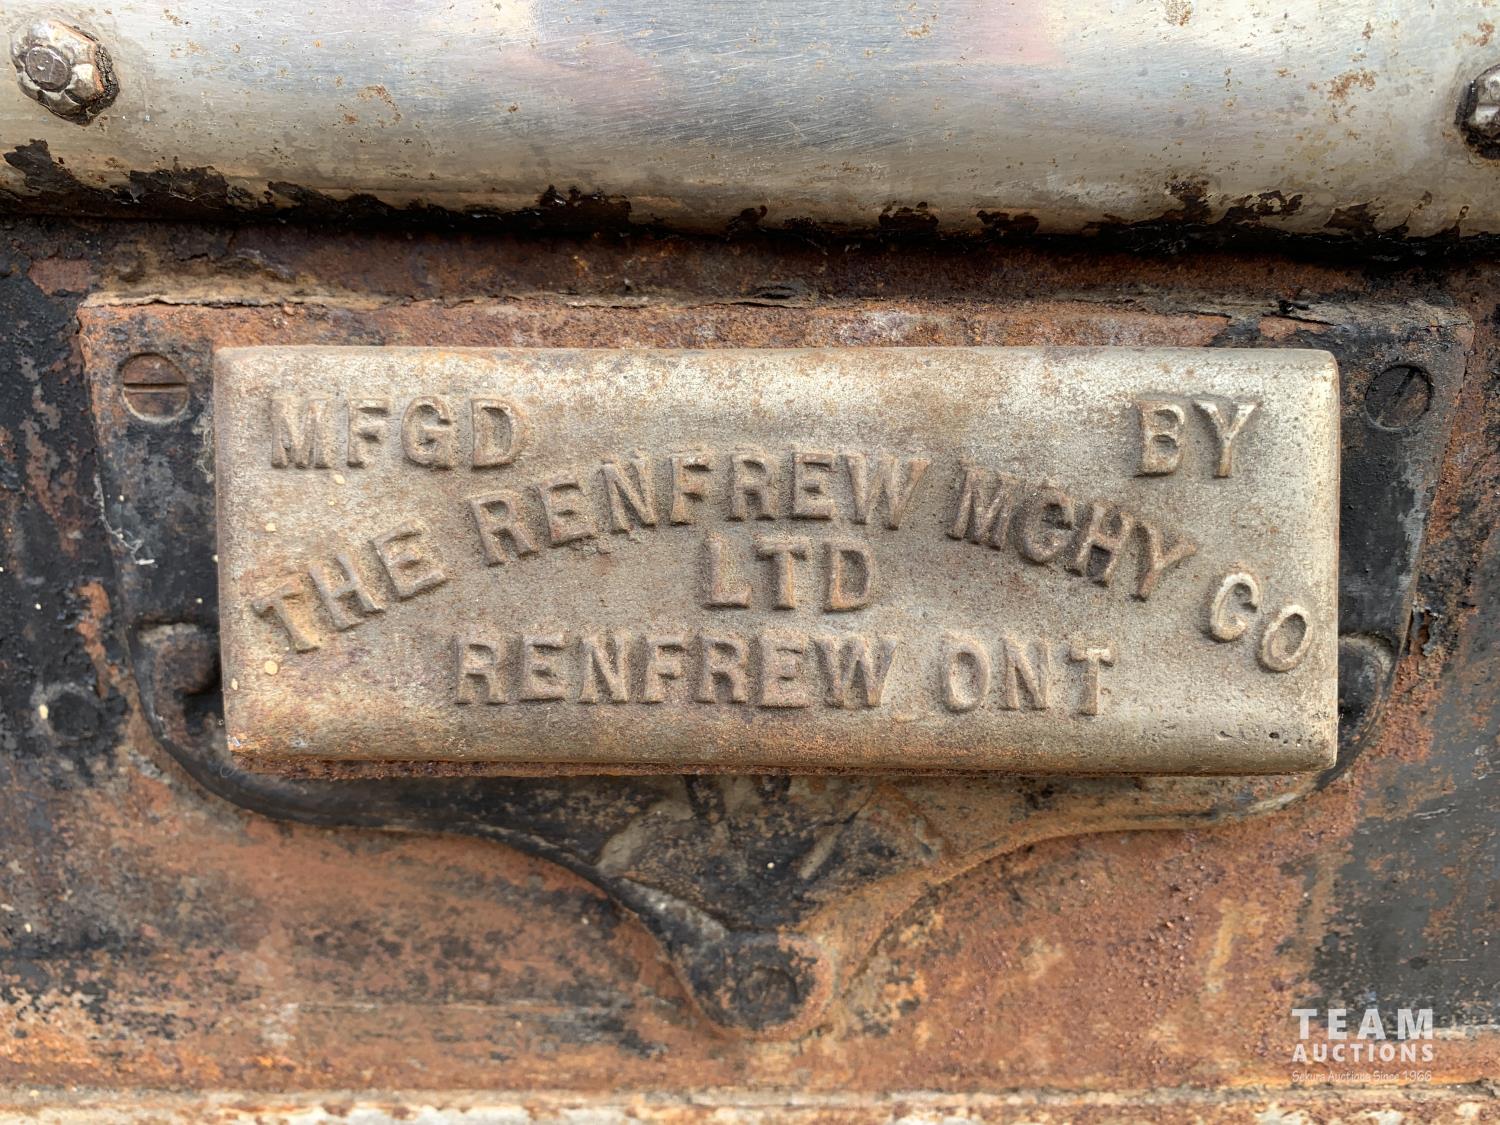 MFGD BY
THE RENFREW MCHY CO
LTD
RENFREW ONT
TEAM
AUCTIONS
Sekura Auctions Since 1966